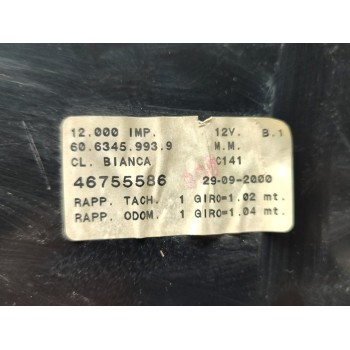 12.000 IMP. 12V. B.1
60.6345.993.9 M.M.
CL. BIANCA C141
46755586 29-09-2000
RAPP. TACH. 1 GIRO=1.02 mt.
RAPP. ODOM. 1 GIRO=1.04 mt.